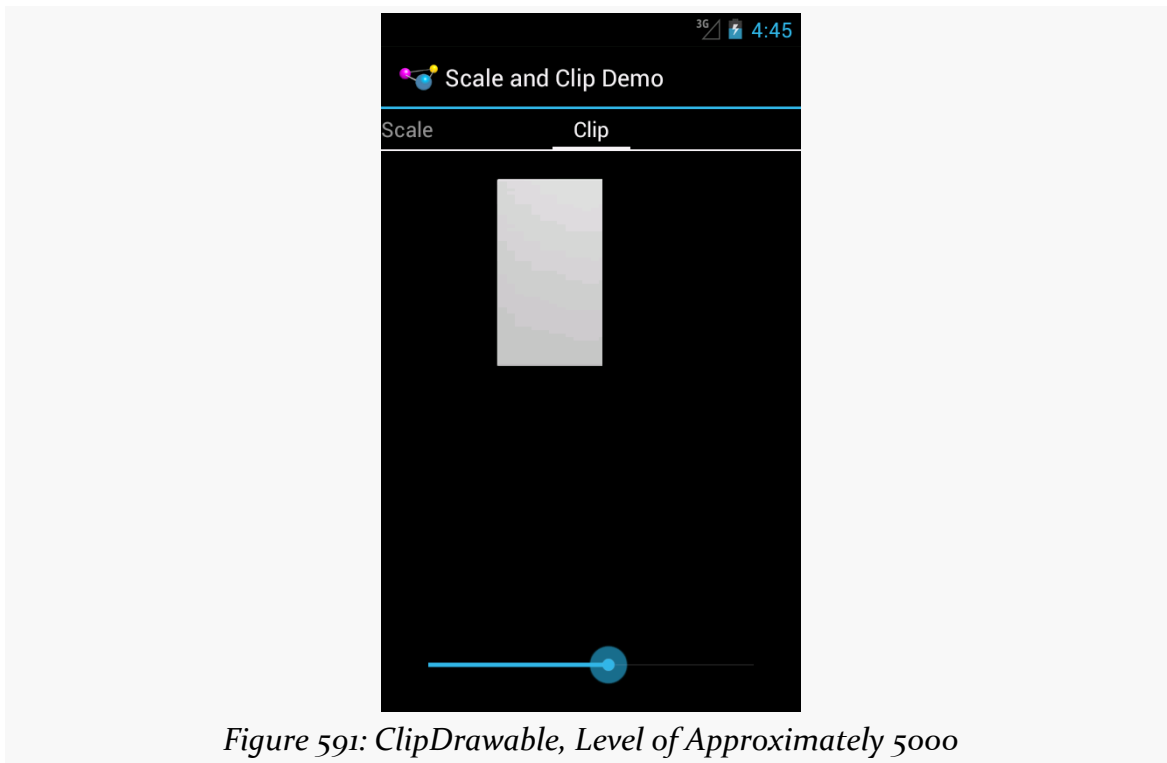 3G 4:45
Scale and Clip Demo
Scale Clip
Figure 591: ClipDrawable, Level of Approximately 5000